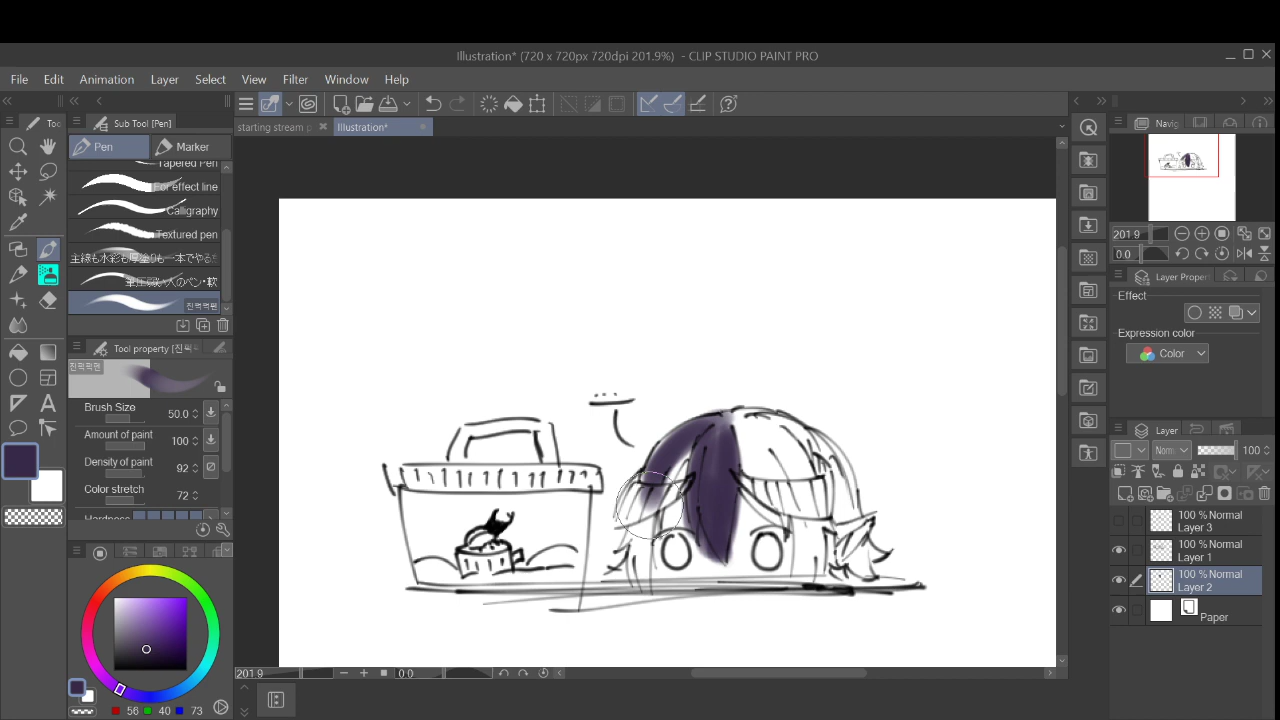 Illustration* (720 x 720px 720dpi 201.9%) - CLIP STUDIO PAINT PRO
File Edit Animation Layer Select View Filter Window Help
Sub Tool [Pen]
starting stream p
Illustration*
Navig
Pen
Marker
Tapered Pen
For effect line
Calligraphy
Textured pen
201.9
0.0
Layer Proper
Effect
Expression color
Color
Tool property
Brush Size 50.0
Amount of paint 100
Density of paint 92
Color stretch 72
Hardness
Layer
Norm
100
100 % Normal
Layer 3
100 % Normal
Layer 1
100 % Normal
Layer 2
Paper
201.9
0.0
56 40 73